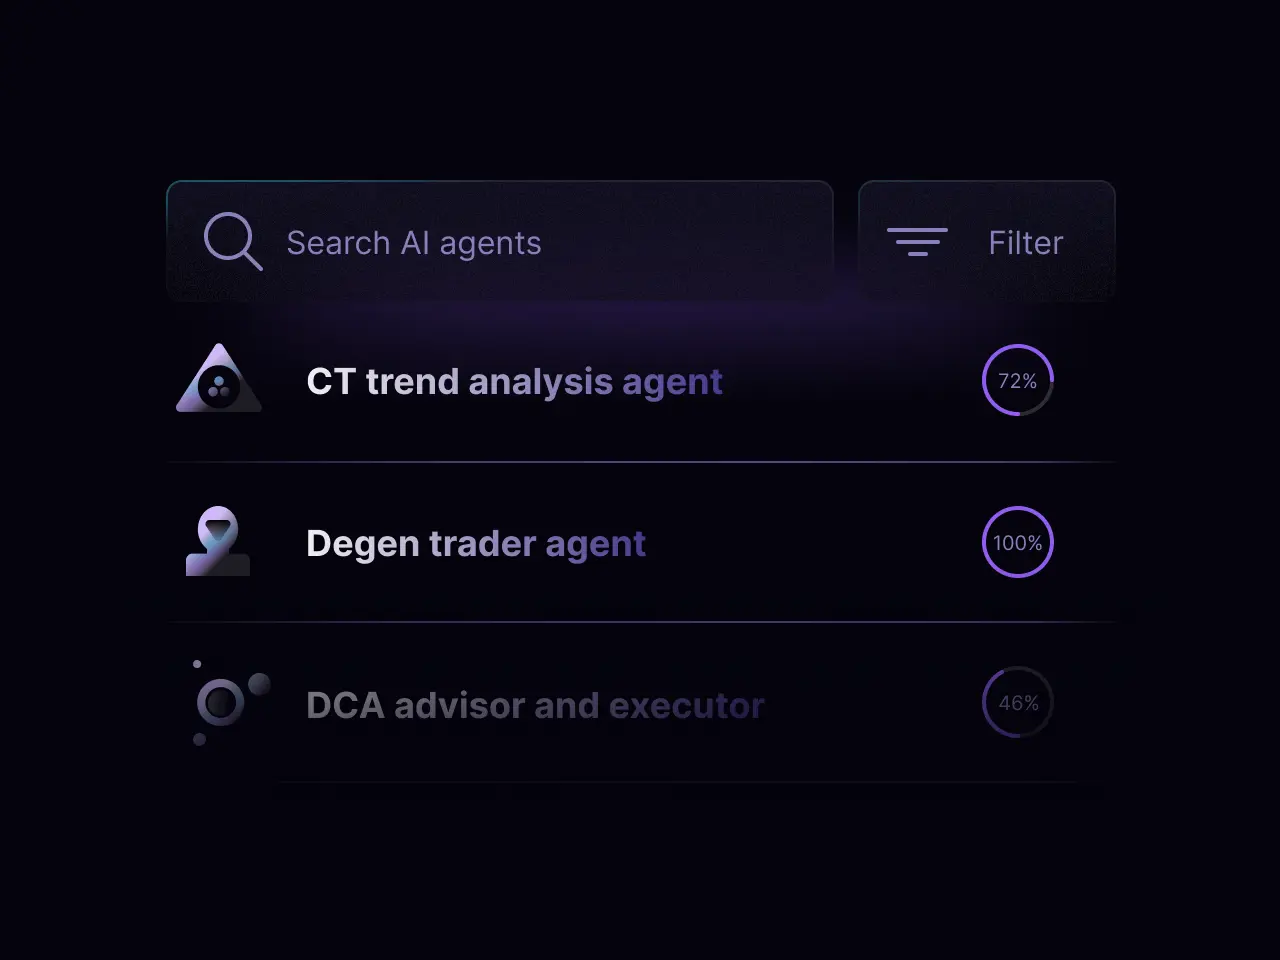 Search AI agents
Filter
CT trend analysis agent
72%
Degen trader agent
100%
DCA advisor and executor
46%